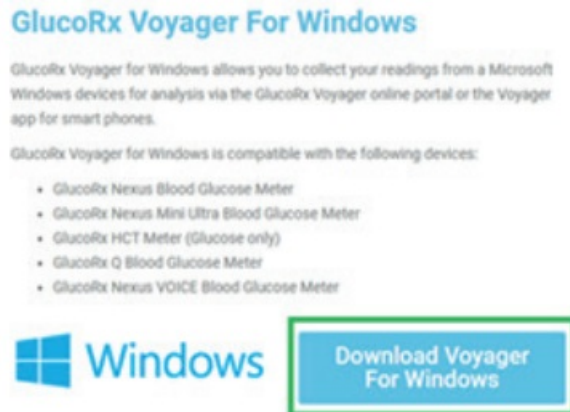 GlucoRx Voyager For Windows
GlucoRx Voyager for Windows allows you to collect your readings from a Microsoft
Windows devices for analysis via the GlucoRx Voyager online portal or the Voyager
app for smart phones.
GlucoRx Voyager for Windows is compatible with the following devices:
• GlucoRx Nexus Blood Glucose Meter
• GlucoRx Nexus Mini Ultra Blood Glucose Meter
• GlucoRx HCT Meter (Glucose only)
• GlucoRx Q Blood Glucose Meter
• GlucoRx Nexus VOICE Blood Glucose Meter
Windows
Download Voyager
For Windows